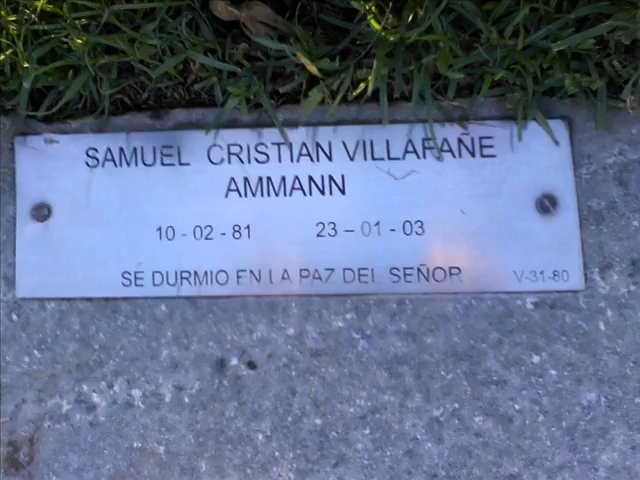 SAMUEL CRISTIAN VILLAFAÑE
AMMANN
10-02-81 23-01-03
SE DURMIO EN LA PAZ DEL SEÑOR V-31-80